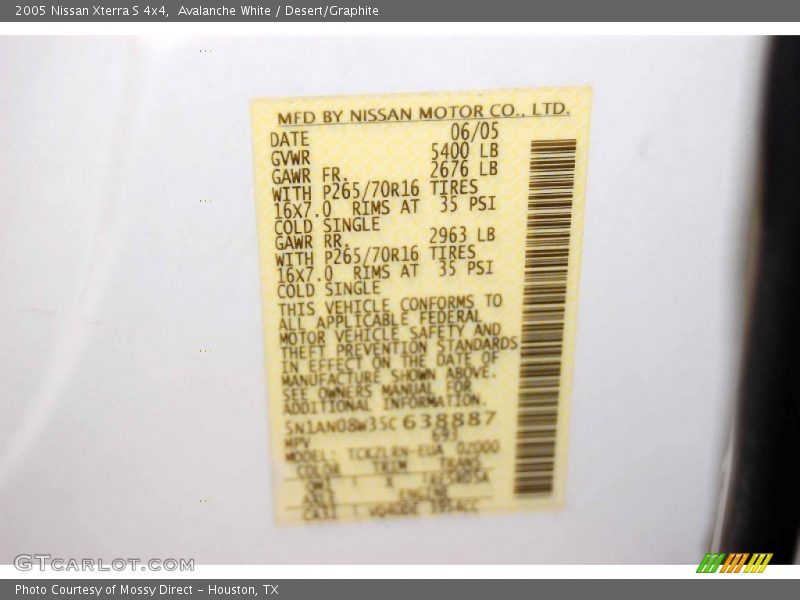 2005 Nissan Xterra S 4x4, Avalanche White / Desert/Graphite
MFD BY NISSAN MOTOR CO., LTD.
DATE 06/05
GVWR 5400 LB
GAWR FR. 2676 LB
WITH P265/70R16 TIRES
16X7.0 RIMS AT 35 PSI
COLD SINGLE
GAWR RR. 2963 LB
WITH P265/70R16 TIRES
16X7.0 RIMS AT 35 PSI
COLD SINGLE
THIS VEHICLE CONFORMS TO
ALL APPLICABLE FEDERAL
MOTOR VEHICLE SAFETY AND
THEFT PREVENTION STANDARDS
IN EFFECT ON THE DATE OF
MANUFACTURE SHOWN ABOVE.
SEE OWNERS MANUAL FOR
ADDITIONAL INFORMATION.
5N1AN08W35C638887
693
MPV
MODEL: TCKZLRN-EUA 02000
COLOR TRIM TRANS
ENGINE
GTCARLOT.COM
Photo Courtesy of Mossy Direct - Houston, TX